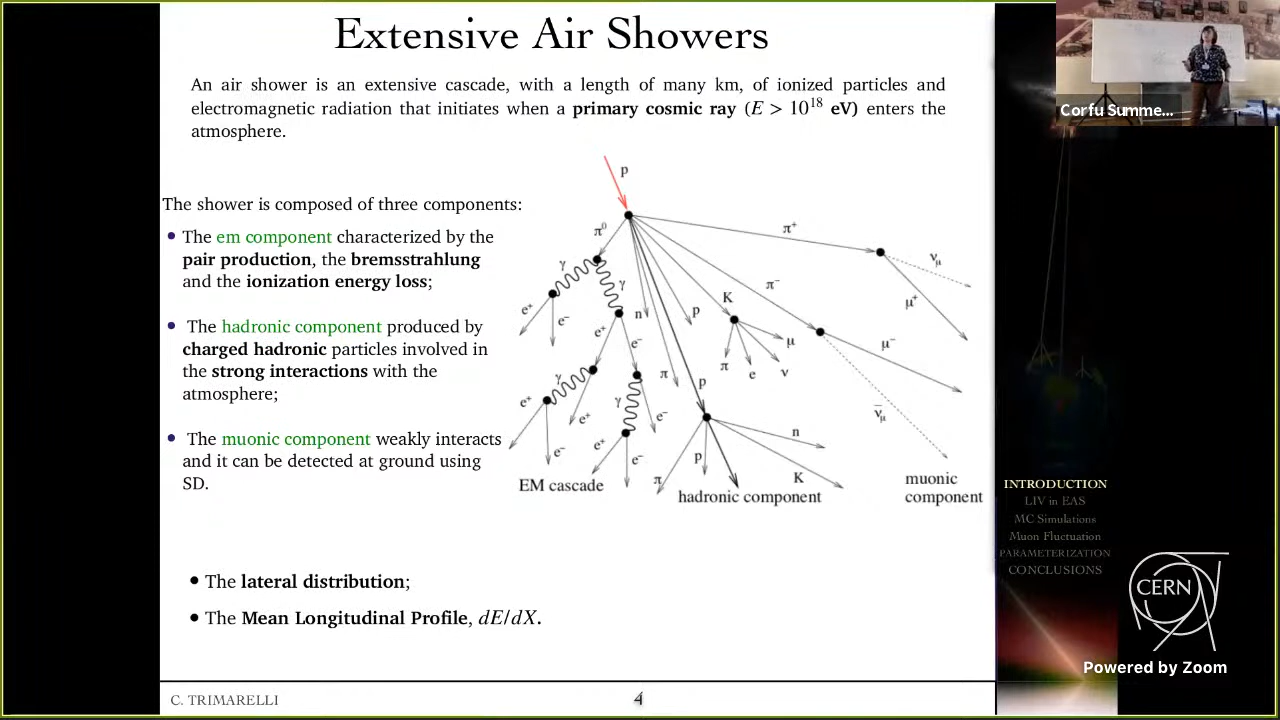 Extensive Air Showers
An air shower is an extensive cascade, with a length of many km, of ionized particles and
electromagnetic radiation that initiates when a primary cosmic ray (E > 10¹⁸ eV) enters the
atmosphere.
The shower is composed of three components:
• The em component characterized by the
pair production, the bremsstrahlung
and the ionization energy loss;
• The hadronic component produced by
charged hadronic particles involved in
the strong interactions with the
atmosphere;
• The muonic component weakly interacts
and it can be detected at ground using
SD.
p
π⁰
π⁺
ν_μ
γ
γ
π⁻
K
μ⁺
e⁺
e⁻
n
p
e⁺
e⁻
μ
μ⁻
π
e
ν
γ
π
p
e⁺
γ
e⁺
e⁻
ν̄_μ
e⁻
e⁺
e⁻
n
p
π
K
EM cascade
hadronic component
muonic
component
• The lateral distribution;
• The Mean Longitudinal Profile, dE/dX.
C. TRIMARELLI
4
Corfu Summe...
INTRODUCTION
LIV in EAS
MC Simulations
Muon Fluctuation
PARAMETERIZATION
CONCLUSIONS
CERN
Powered by Zoom